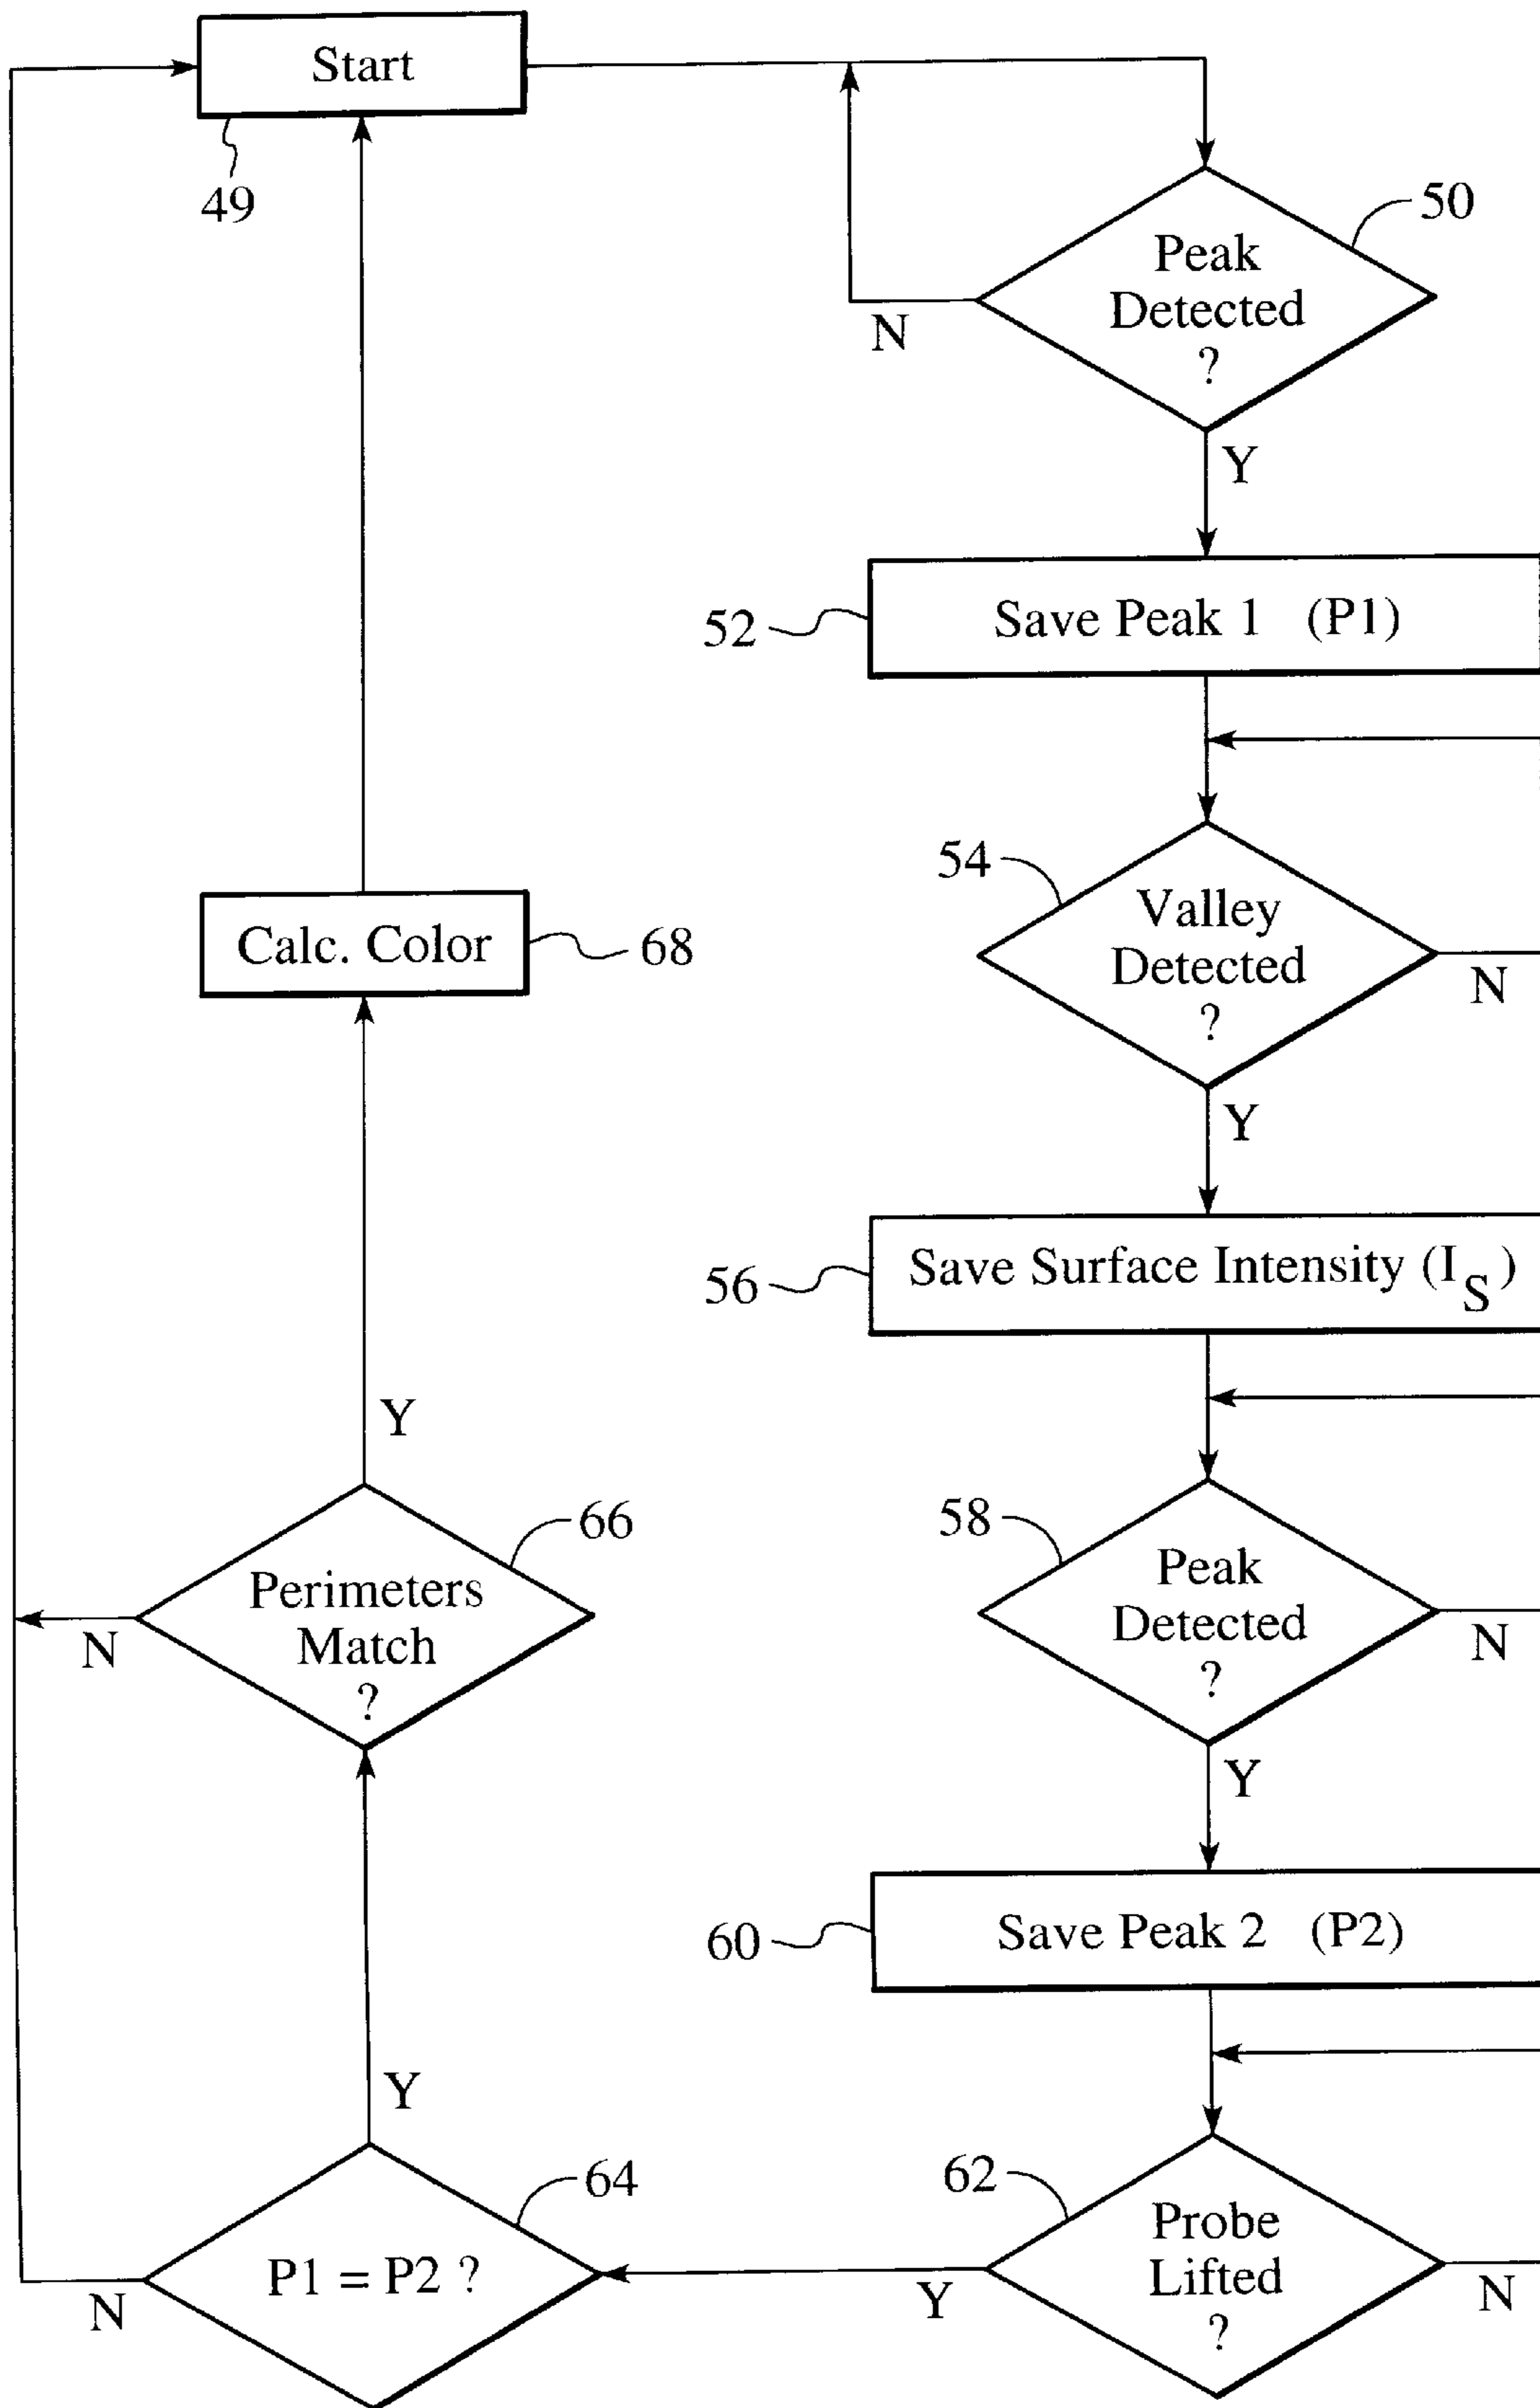 Start
49
50
Peak
Detected
?
N
Y
52
Save Peak 1 (P1)
54
Valley
Detected
?
N
Y
56
Save Surface Intensity (I_S)
58
Peak
Detected
?
N
Y
60
Save Peak 2 (P2)
62
Probe
Lifted
?
N
Y
64
P1 = P2 ?
N
Y
66
Perimeters
Match
?
N
Y
Calc. Color
68